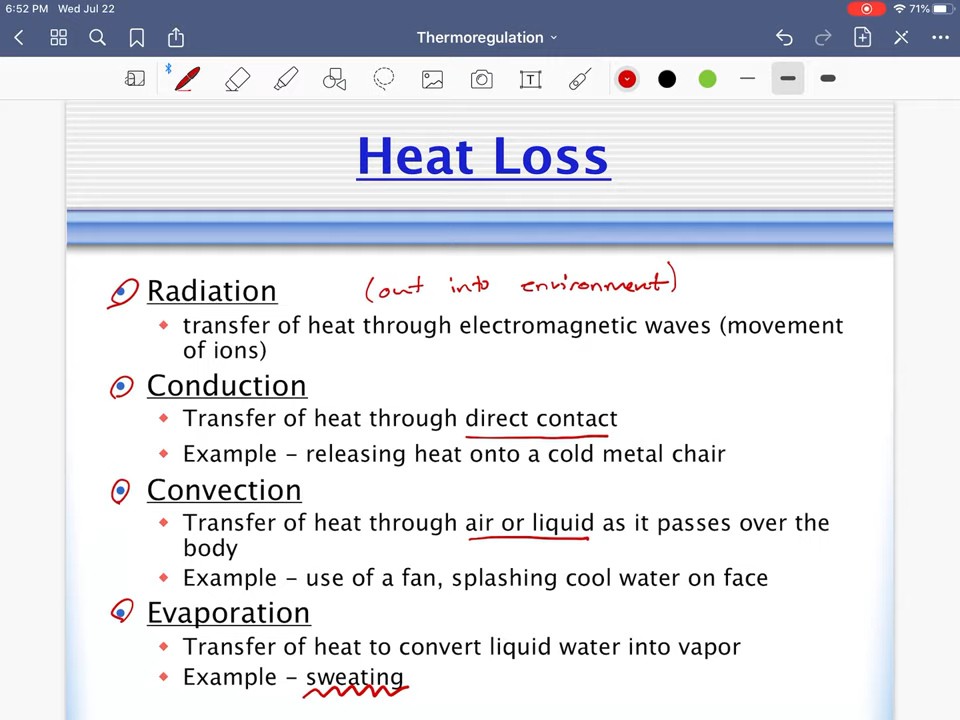 6:52 PM Wed Jul 22 71%
Thermoregulation
T
Heat Loss
Radiation (out into environment)
transfer of heat through electromagnetic waves (movement
of ions)
Conduction
Transfer of heat through direct contact
Example – releasing heat onto a cold metal chair
Convection
Transfer of heat through air or liquid as it passes over the
body
Example – use of a fan, splashing cool water on face
Evaporation
Transfer of heat to convert liquid water into vapor
Example – sweating